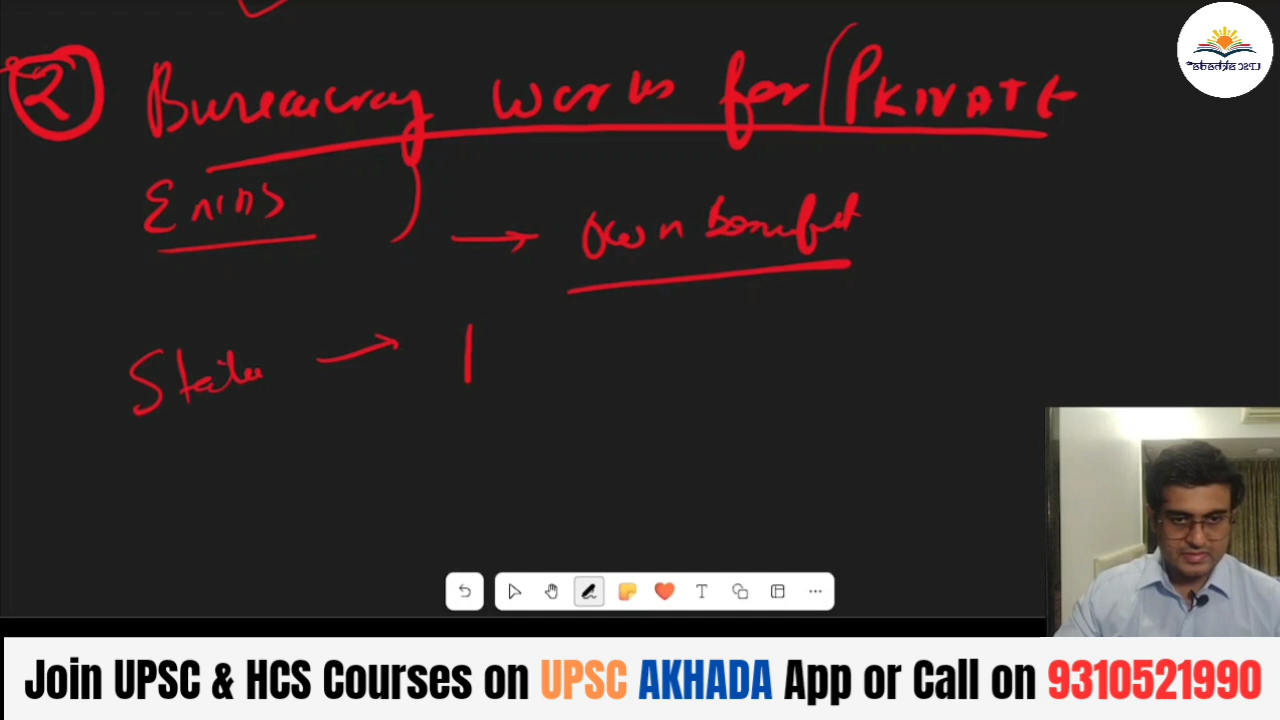 2 Bureaucracy works for (PRIVATE
Ends) → Own benefit
State →
Join UPSC & HCS Courses on UPSC AKHADA App or Call on 9310521990